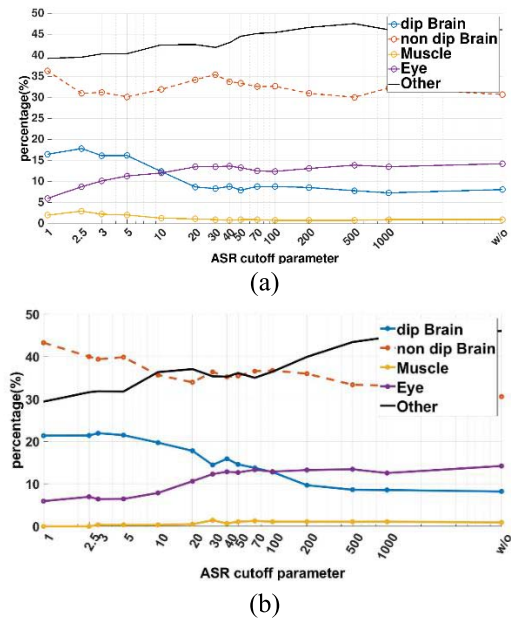 50
45
40
35
30
25
20
15
10
5
0
percentage(%)
dip Brain
non dip Brain
Muscle
Eye
Other
1 2.5 3 5 10 20 30 40 50 70 100 200 500 1000 w/o
ASR cutoff parameter
(a)
50
40
30
20
10
0
percentage(%)
dip Brain
non dip Brain
Muscle
Eye
Other
1 2.5 3 5 10 20 30 40 50 70 100 200 500 1000 w/o
ASR cutoff parameter
(b)